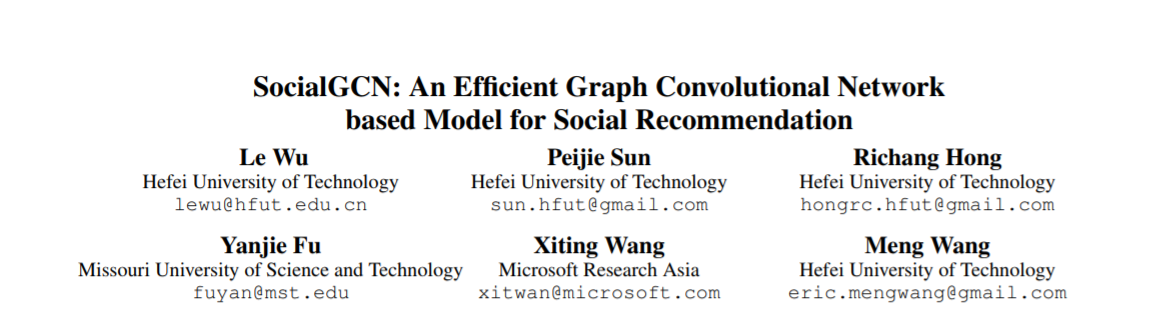 SocialGCN: An Efficient Graph Convolutional Network
based Model for Social Recommendation
Le Wu
Hefei University of Technology
lewu@hfut.edu.cn
Peijie Sun
Hefei University of Technology
sun.hfut@gmail.com
Richang Hong
Hefei University of Technology
hongrc.hfut@gmail.com
Yanjie Fu
Missouri University of Science and Technology
fuyan@mst.edu
Xiting Wang
Microsoft Research Asia
xitwan@microsoft.com
Meng Wang
Hefei University of Technology
eric.mengwang@gmail.com